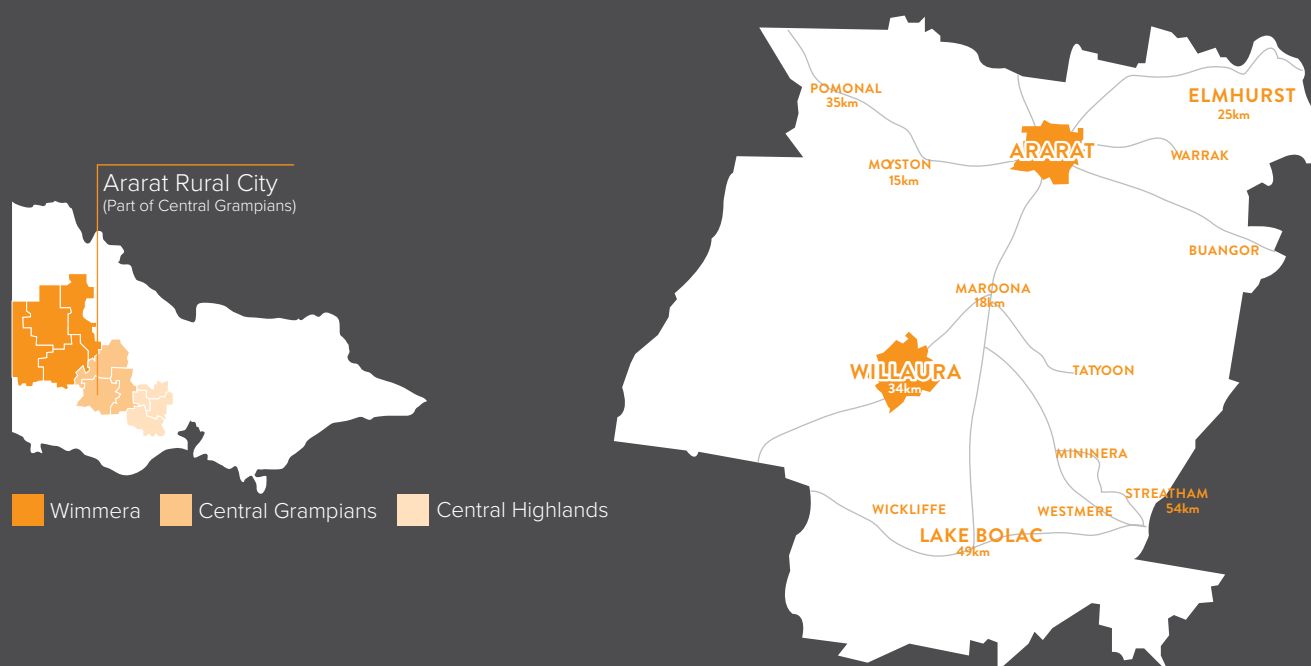 Ararat Rural City
(Part of Central Grampians)
Wimmera
Central Grampians
Central Highlands
POMONAL
35km
ELMHURST
25km
ARARAT
MOYSTON
15km
WARRAK
BUANGOR
MAROONA
18km
WILLAURA
34km
TATYOON
MININERA
STREATHAM
54km
WICKLIFFE
WESTMERE
LAKE BOLAC
49km